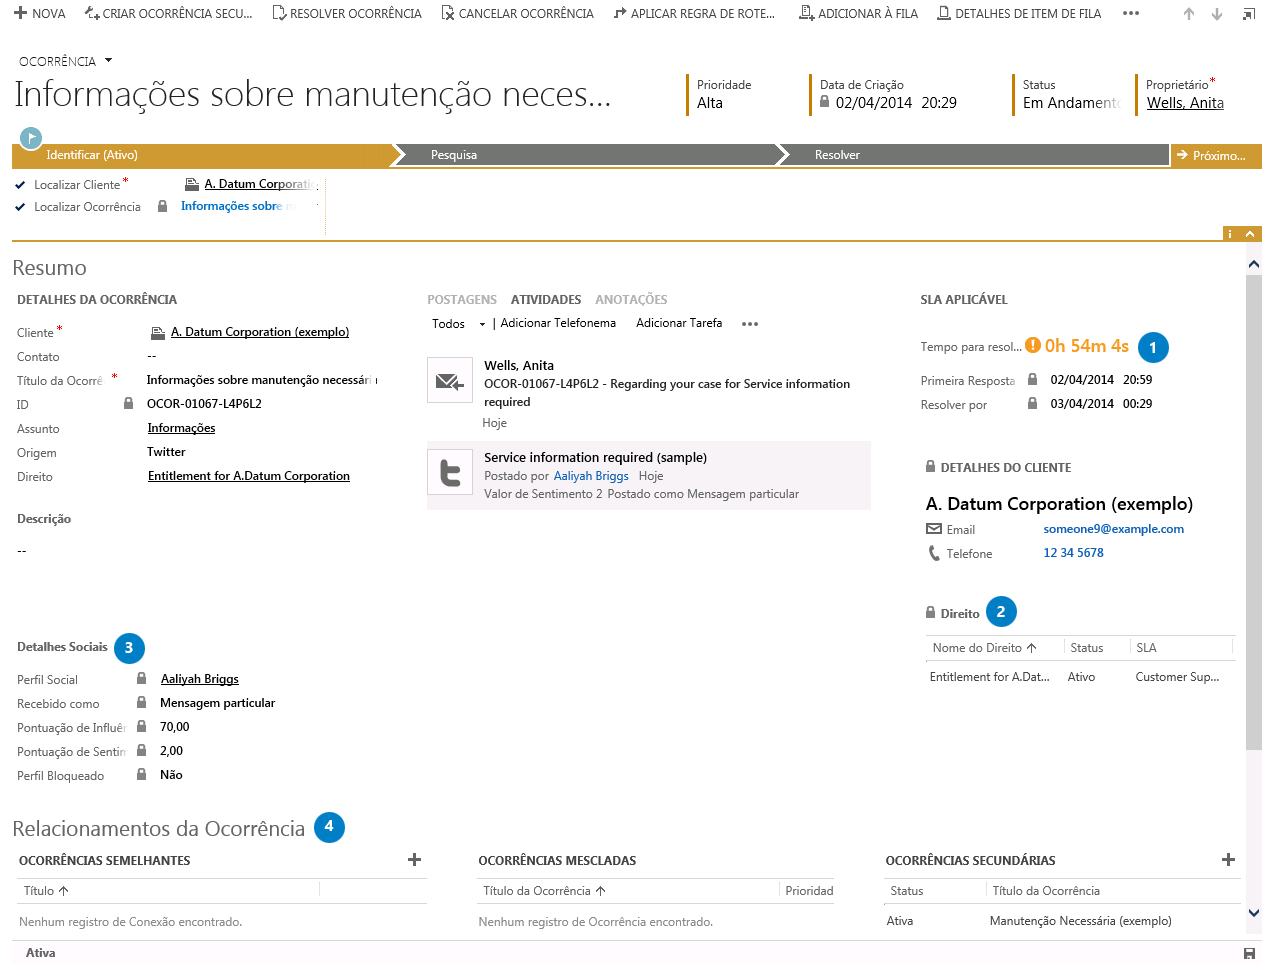 NOVA CRIAR OCORRÊNCIA SECU... RESOLVER OCORRÊNCIA CANCELAR OCORRÊNCIA APLICAR REGRA DE ROTE... ADICIONAR À FILA DETALHES DE ITEM DE FILA •••
OCORRÊNCIA
Informações sobre manutenção neces...
Prioridade
Alta
Data de Criação
02/04/2014 20:29
Status
Em Andamento
Proprietário*
Wells, Anita
Identificar (Ativo) Pesquisa Resolver Próximo...
Localizar Cliente* A. Datum Corporatio
Localizar Ocorrência Informações sobre
Resumo
DETALHES DA OCORRÊNCIA
Cliente* A. Datum Corporation (exemplo)
Contato --
Título da Ocorrê * Informações sobre manutenção necessári
ID OCOR-01067-L4P6L2
Assunto Informações
Origem Twitter
Direito Entitlement for A.Datum Corporation
Descrição
--
Detalhes Sociais 3
Perfil Social Aaliyah Briggs
Recebido como Mensagem particular
Pontuação de Influên 70,00
Pontuação de Sentim 2,00
Perfil Bloqueado Não
POSTAGENS ATIVIDADES ANOTAÇÕES
Todos | Adicionar Telefonema Adicionar Tarefa •••
Wells, Anita
OCOR-01067-L4P6L2 - Regarding your case for Service information
required
Hoje
Service information required (sample)
Postado por Aaliyah Briggs Hoje
Valor de Sentimento 2 Postado como Mensagem particular
SLA APLICÁVEL
Tempo para resol... 0h 54m 4s 1
Primeira Resposta 02/04/2014 20:59
Resolver por 03/04/2014 00:29
DETALHES DO CLIENTE
A. Datum Corporation (exemplo)
Email someone9@example.com
Telefone 12 34 5678
Direito 2
Nome do Direito Status SLA
Entitlement for A.Dat... Ativo Customer Sup...
Relacionamentos da Ocorrência 4
OCORRÊNCIAS SEMELHANTES
Título
Nenhum registro de Conexão encontrado.
OCORRÊNCIAS MESCLADAS
Título da Ocorrência Prioridad
Nenhum registro de Ocorrência encontrado.
OCORRÊNCIAS SECUNDÁRIAS
Status Título da Ocorrência
Ativa Manutenção Necessária (exemplo)
Ativa